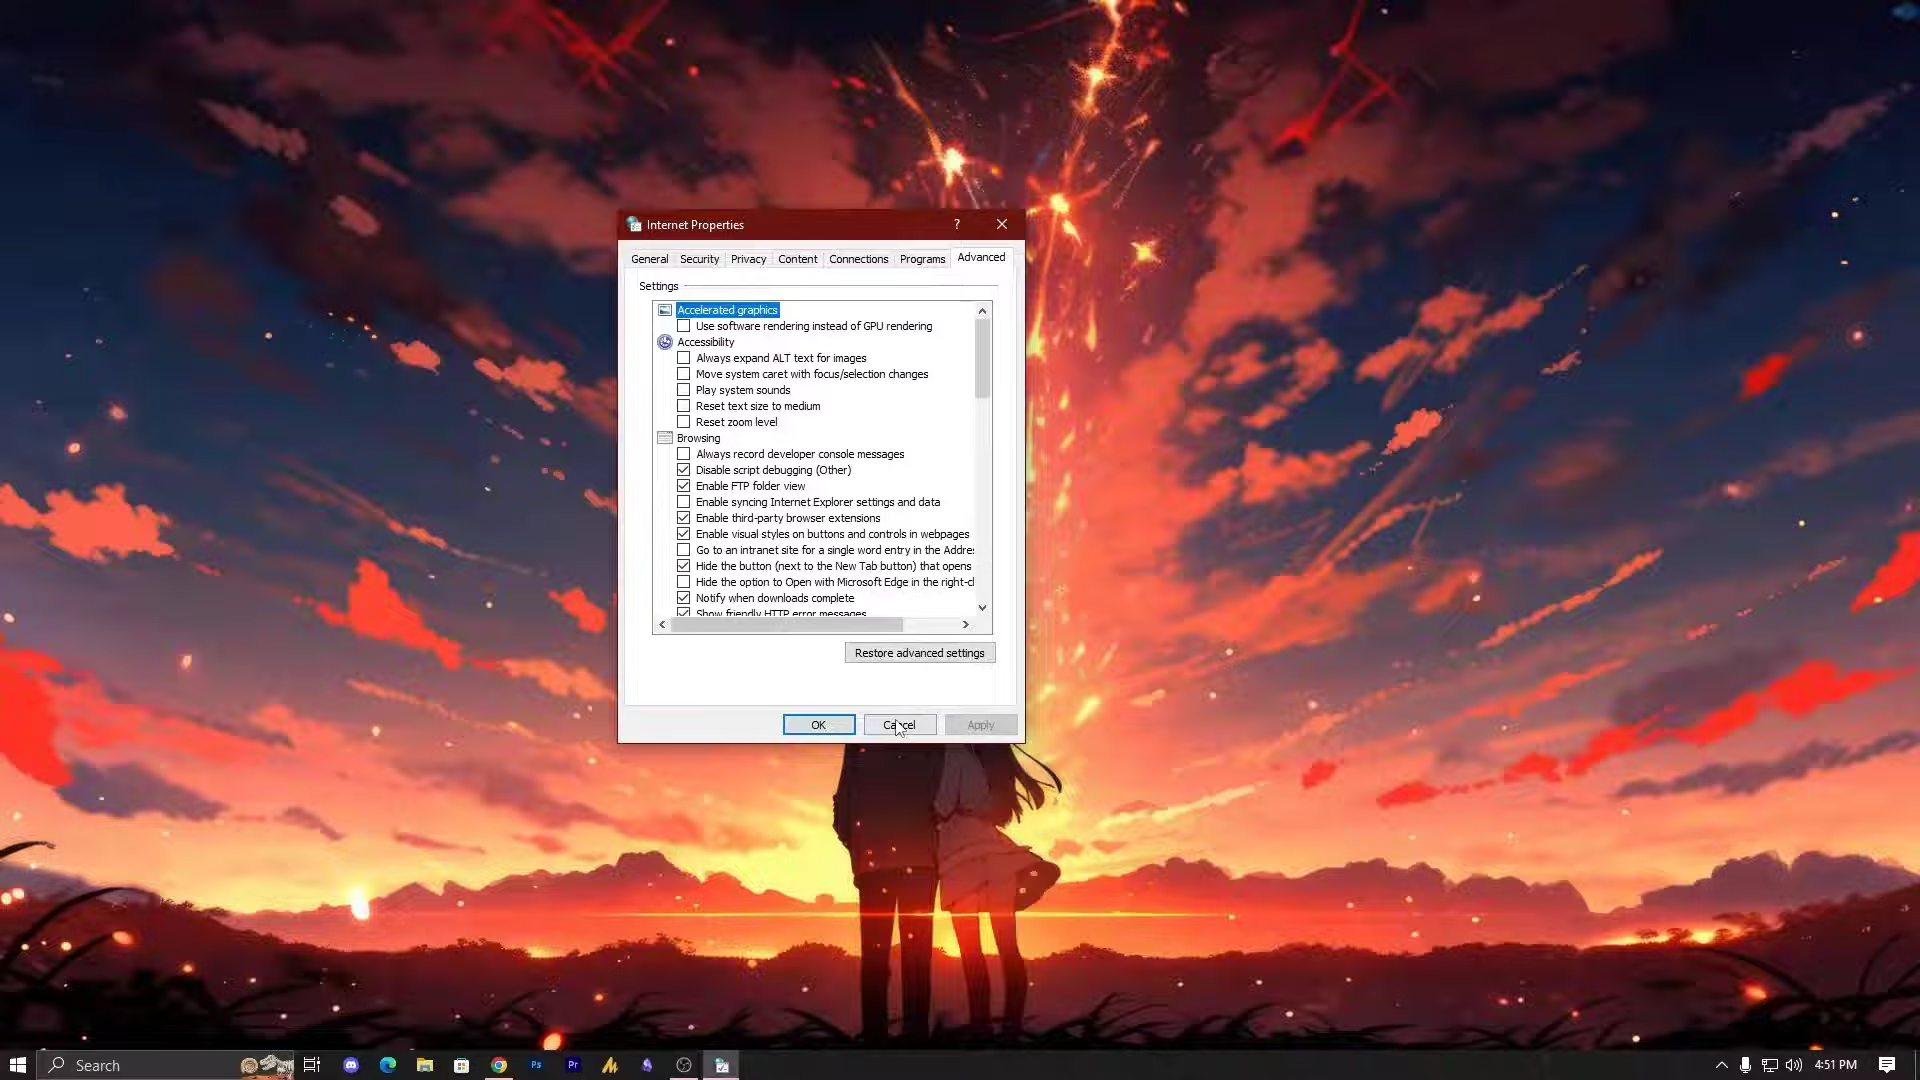 Internet Properties
?
General Security Privacy Content Connections Programs Advanced
Settings
Accelerated graphics
Use software rendering instead of GPU rendering
Accessibility
Always expand ALT text for images
Move system caret with focus/selection changes
Play system sounds
Reset text size to medium
Reset zoom level
Browsing
Always record developer console messages
Disable script debugging (Other)
Enable FTP folder view
Enable syncing Internet Explorer settings and data
Enable third-party browser extensions
Enable visual styles on buttons and controls in webpages
Go to an intranet site for a single word entry in the Addre
Hide the button (next to the New Tab button) that opens
Hide the option to Open with Microsoft Edge in the right-cl
Notify when downloads complete
Show friendly HTTP error messages
Restore advanced settings
OK Cancel Apply
Search Ps Pr 4:51 PM